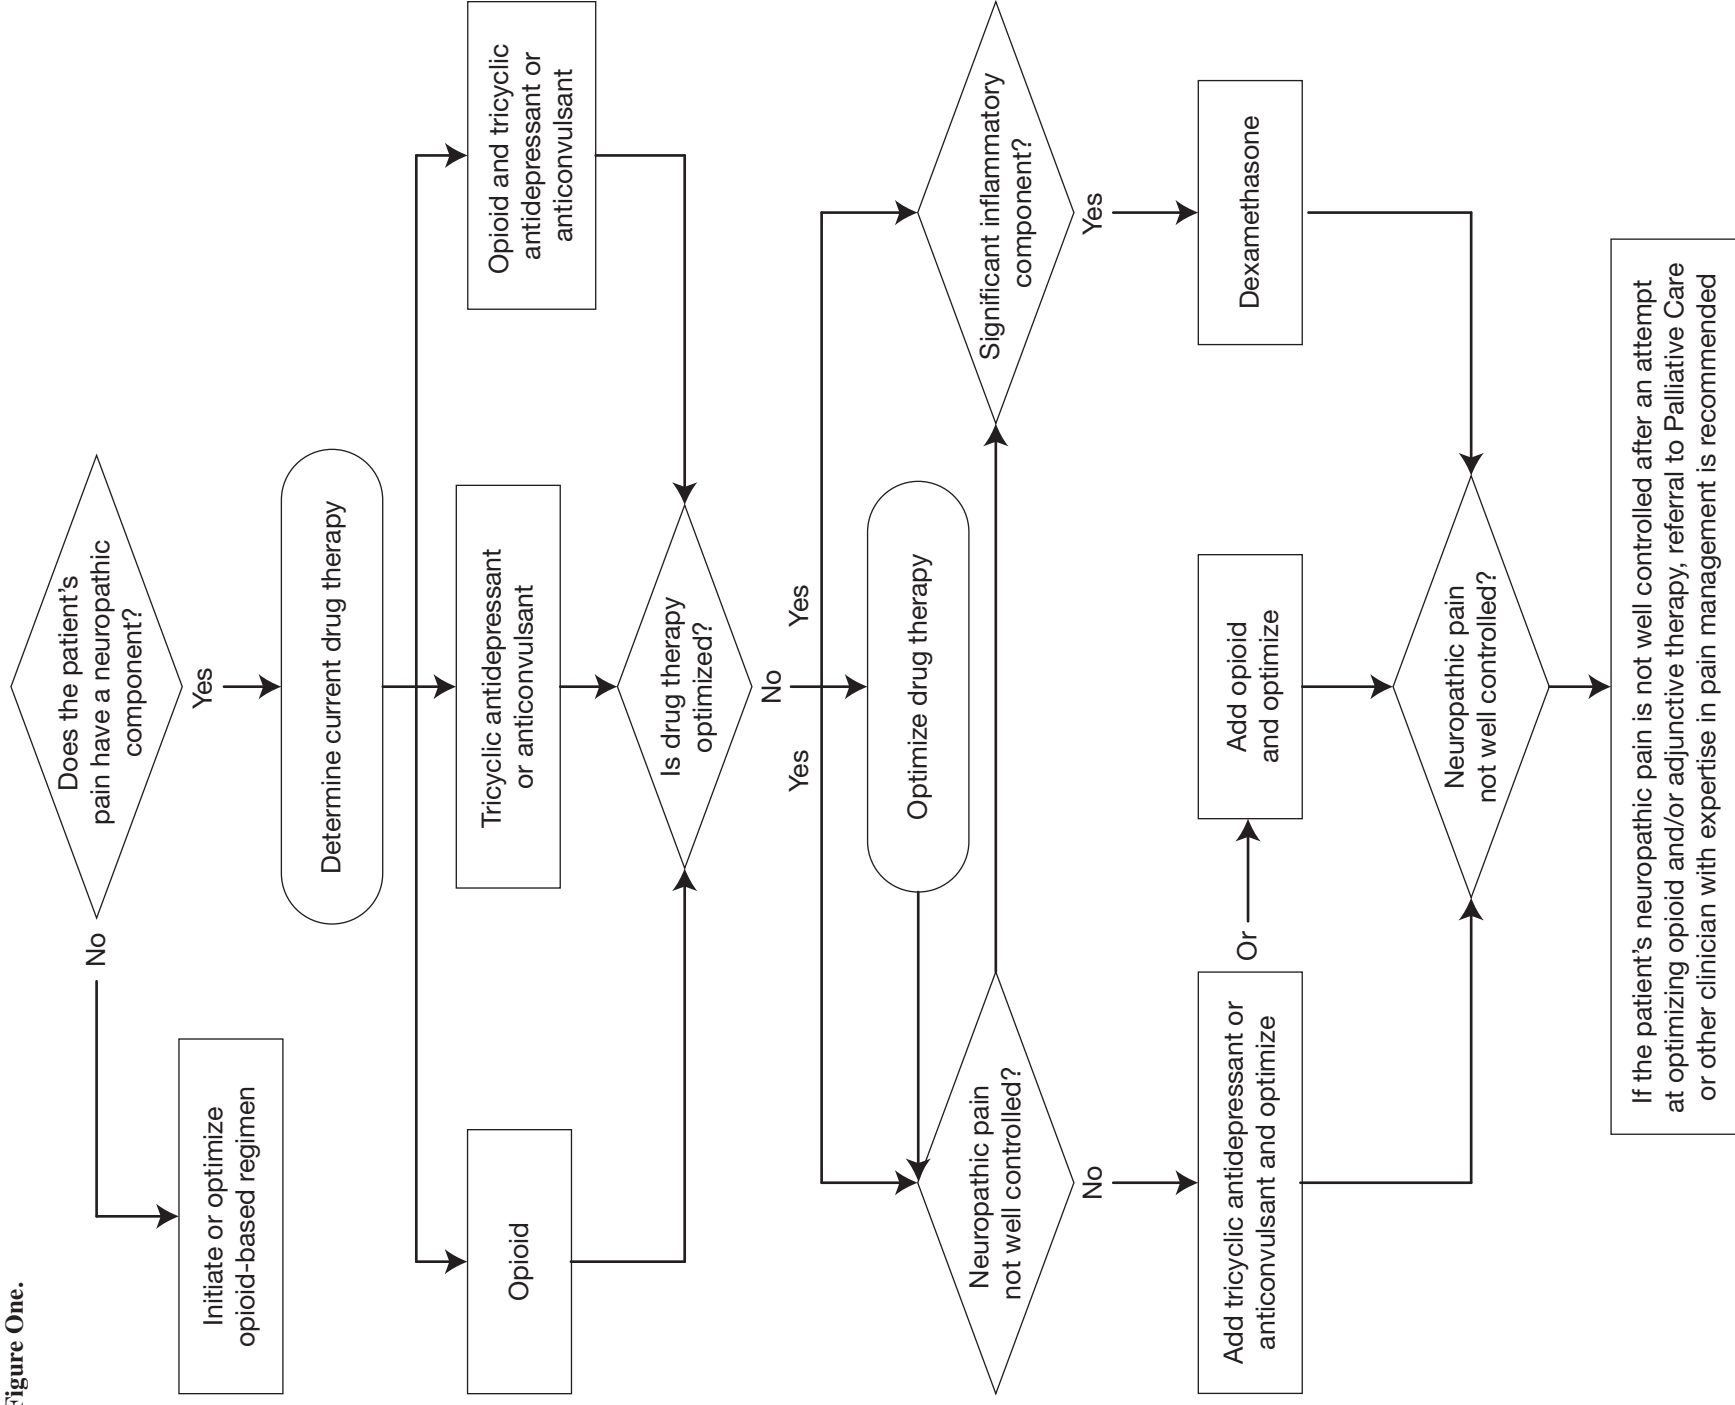 Figure One.
Does the patient's
pain have a neuropathic
component?
No
Yes
Initiate or optimize
opioid-based regimen
Determine current drug therapy
Opioid
Tricyclic antidepressant
or anticonvulsant
Opioid and tricyclic
antidepressant or
anticonvulsant
Is drug therapy
optimized?
No
Yes
Yes
Optimize drug therapy
Neuropathic pain
not well controlled?
Significant inflammatory
component?
No
Yes
Add tricyclic antidepressant or
anticonvulsant and optimize
Or
Add opioid
and optimize
Dexamethasone
Neuropathic pain
not well controlled?
If the patient's neuropathic pain is not well controlled after an attempt
at optimizing opioid and/or adjunctive therapy, referral to Palliative Care
or other clinician with expertise in pain management is recommended